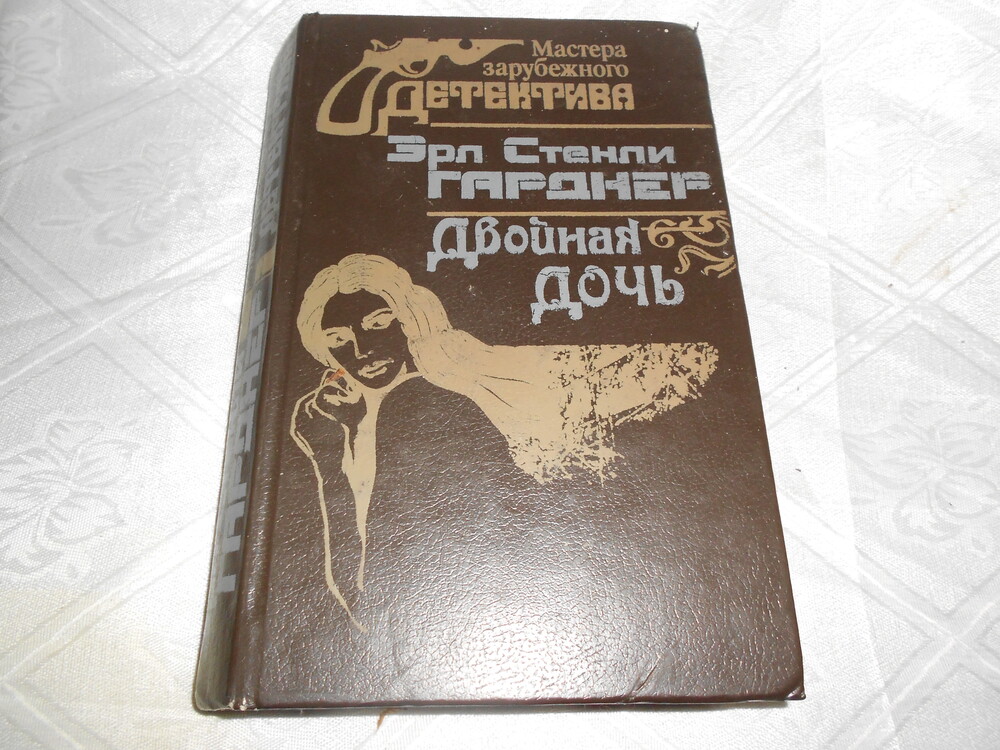 Мастера
зарубежного
ДЕТЕКТИВА
Эрл Стенли
ГАРДНЕР
Двойная
дочь